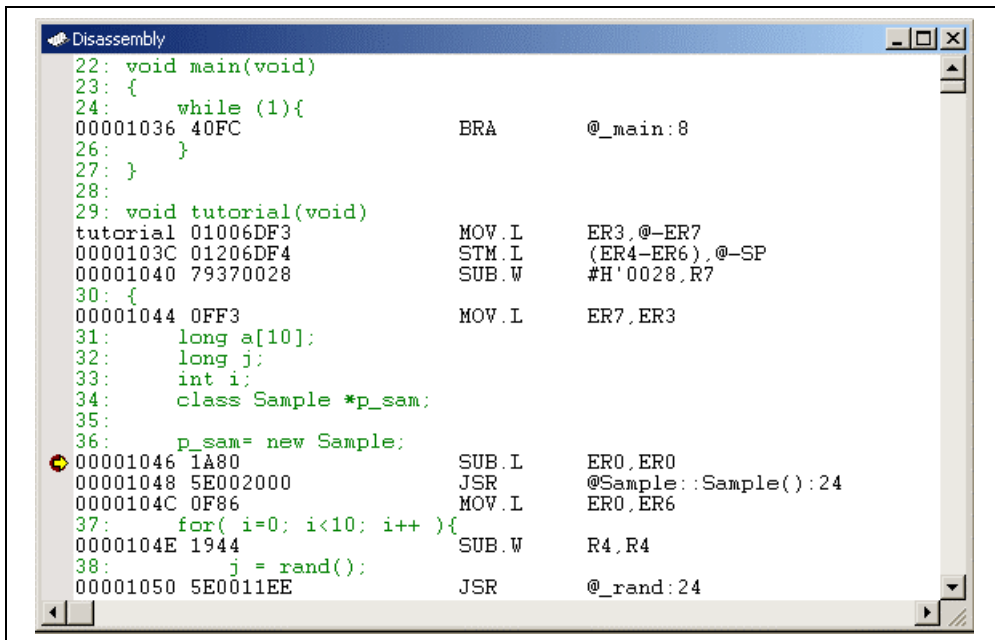 Disassembly
22: void main(void)
23: {
24:     while (1){
00001036 40FC                BRA      @_main:8
26:     }
27: }
28:
29: void tutorial(void)
tutorial 01006DF3            MOV.L    ER3,@-ER7
0000103C 01206DF4            STM.L    (ER4-ER6),@-SP
00001040 79370028            SUB.W    #H'0028,R7
30: {
00001044 0FF3                MOV.L    ER7,ER3
31:     long a[10];
32:     long j;
33:     int i;
34:     class Sample *p_sam;
35:
36:     p_sam= new Sample;
00001046 1A80                SUB.L    ER0,ER0
00001048 5E002000            JSR      @Sample::Sample():24
0000104C 0F86                MOV.L    ER0,ER6
37:     for( i=0; i<10; i++ ){
0000104E 1944                SUB.W    R4,R4
38:         j = rand();
00001050 5E0011EE            JSR      @_rand:24